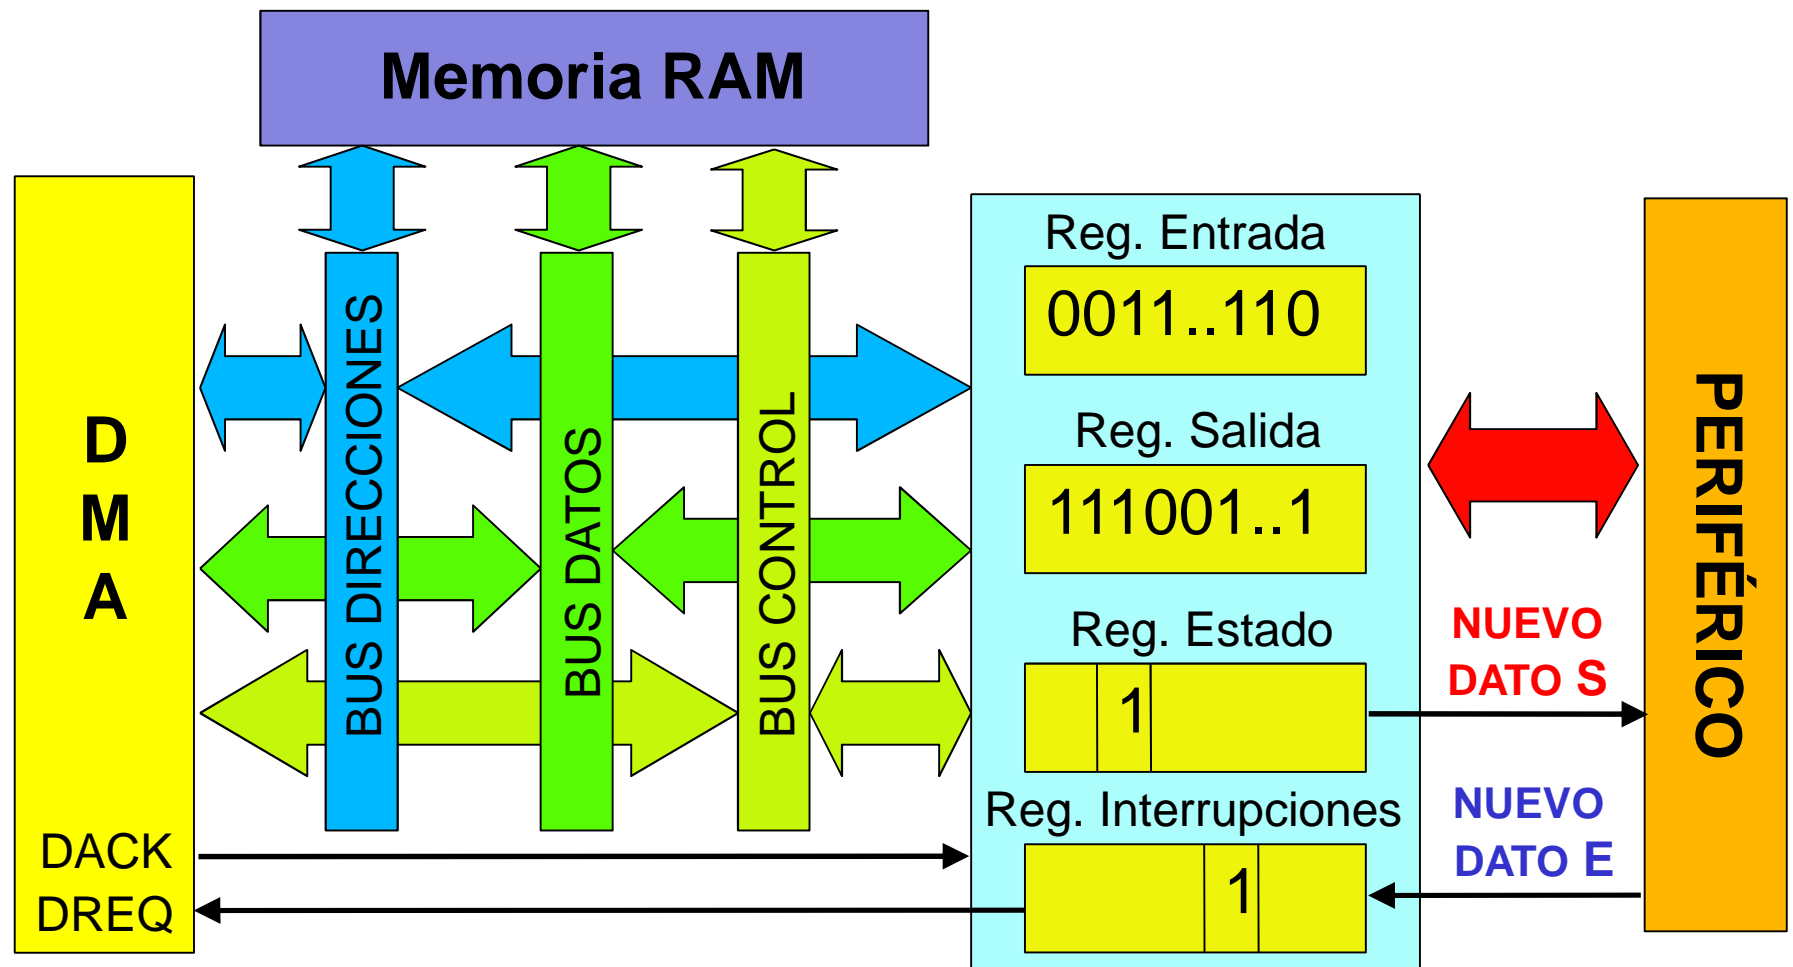 Memoria RAM
D
M
A
DACK
DREQ
BUS DIRECCIONES
BUS DATOS
BUS CONTROL
Reg. Entrada
0011..110
Reg. Salida
111001..1
Reg. Estado
1
Reg. Interrupciones
1
NUEVO
DATO S
NUEVO
DATO E
PERIFÉRICO